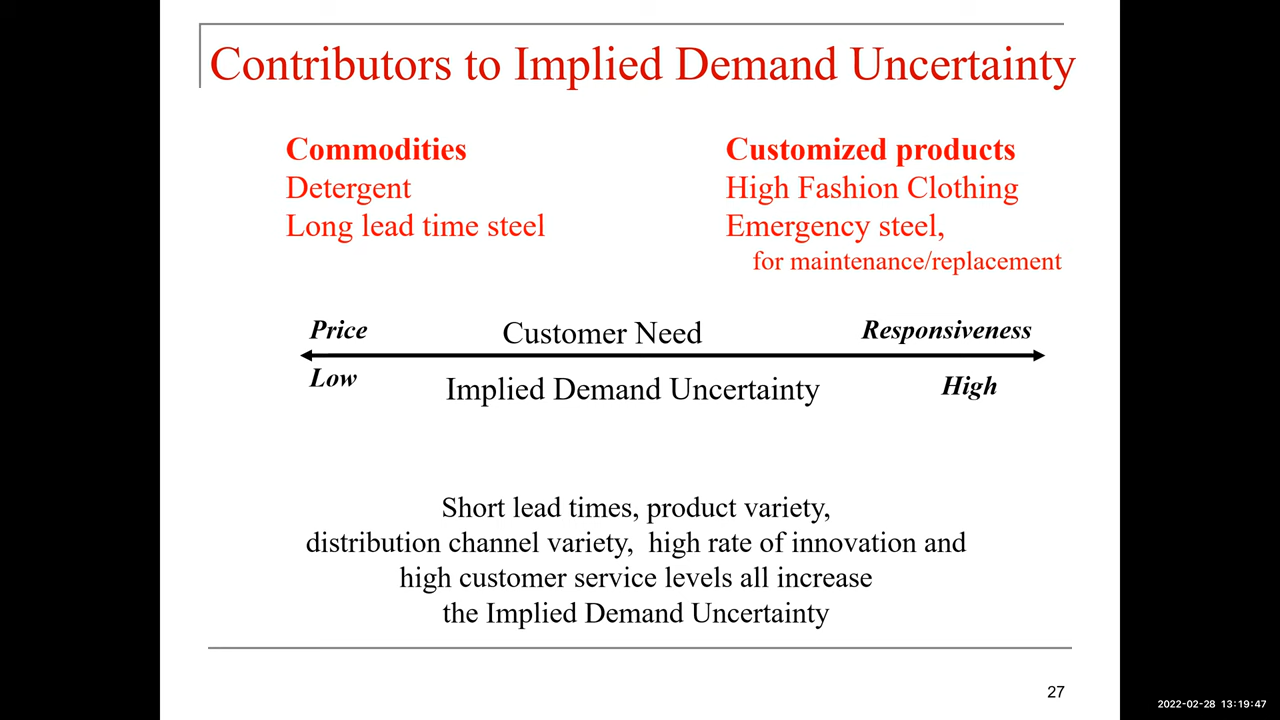 Contributors to Implied Demand Uncertainty
Commodities
Detergent
Long lead time steel
Customized products
High Fashion Clothing
Emergency steel,
for maintenance/replacement
Price
Customer Need
Responsiveness
Low
Implied Demand Uncertainty
High
Short lead times, product variety,
distribution channel variety,  high rate of innovation and
high customer service levels all increase
the Implied Demand Uncertainty
27
2022-02-28 13:19:47